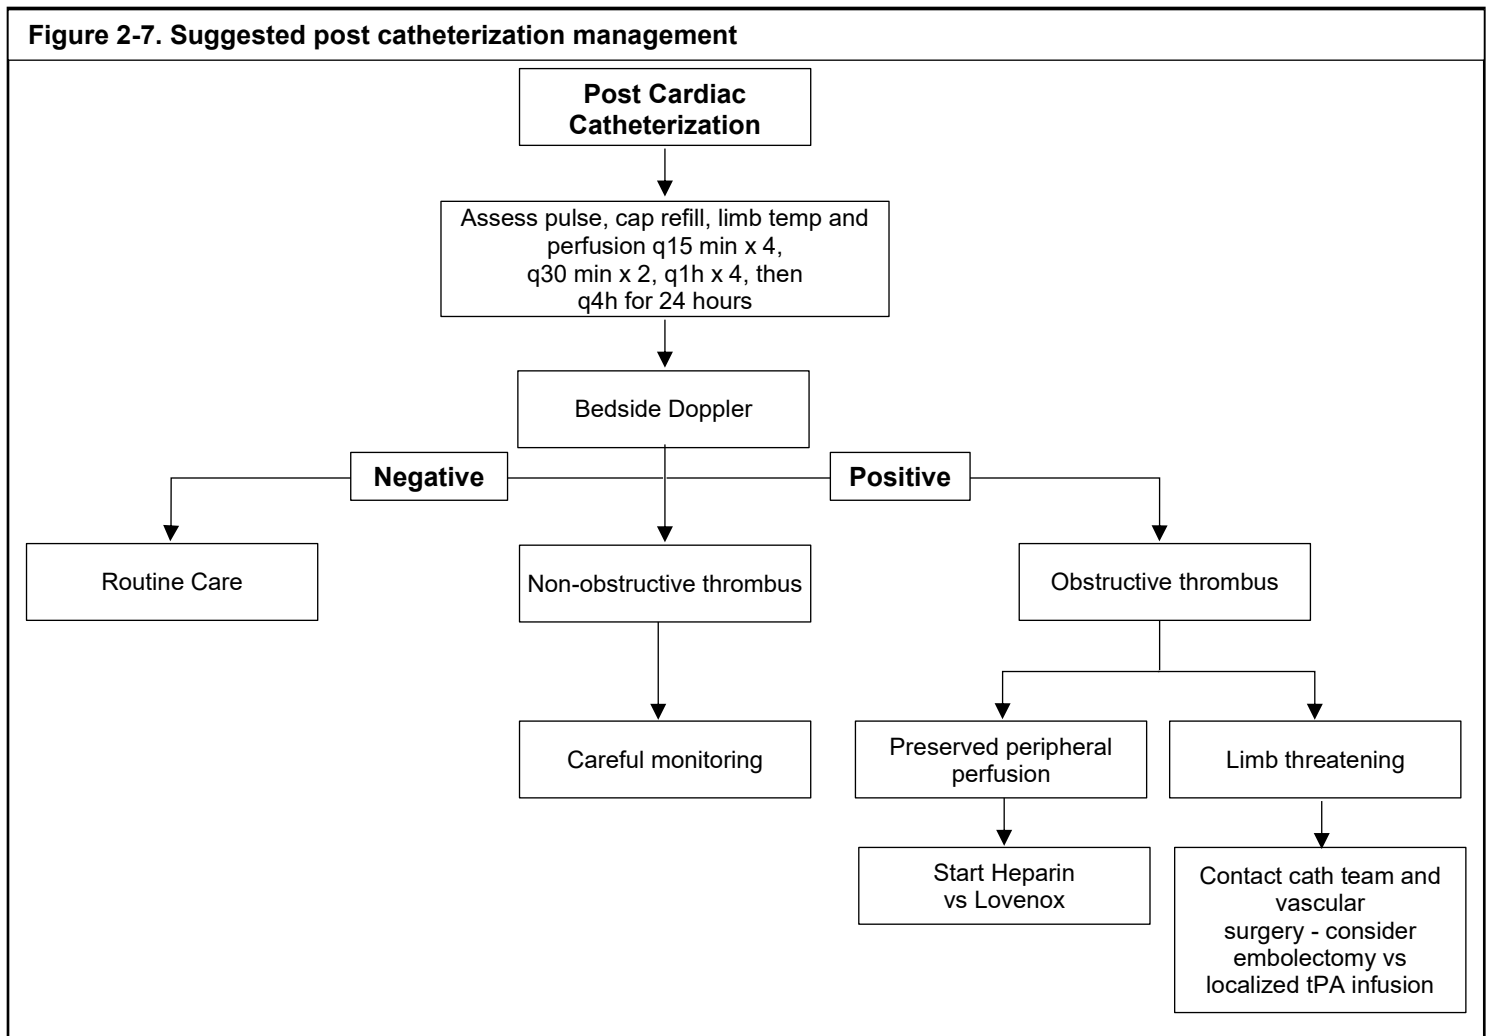 Figure 2-7. Suggested post catheterization management
Post Cardiac
Catheterization
Assess pulse, cap refill, limb temp and
perfusion q15 min x 4,
q30 min x 2, q1h x 4, then
q4h for 24 hours
Bedside Doppler
Negative
Positive
Routine Care
Non-obstructive thrombus
Obstructive thrombus
Careful monitoring
Preserved peripheral
perfusion
Limb threatening
Start Heparin
vs Lovenox
Contact cath team and
vascular
surgery - consider
embolectomy vs
localized tPA infusion